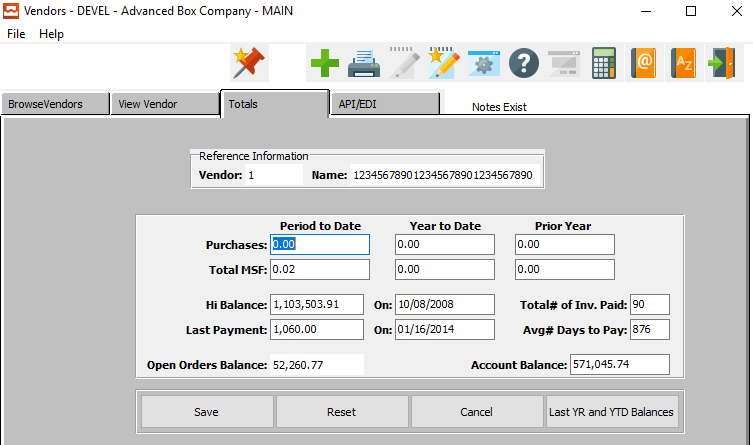 Vendors - DEVEL - Advanced Box Company - MAIN
File Help
BrowseVendors View Vendor Totals API/EDI Notes Exist
Reference Information
Vendor: 1 Name: 123456789012345678901234567890
Period to Date Year to Date Prior Year
Purchases: 0.00 0.00 0.00
Total MSF: 0.02 0.00 0.00
Hi Balance: 1,103,503.91 On: 10/08/2008 Total# of Inv. Paid: 90
Last Payment: 1,060.00 On: 01/16/2014 Avg# Days to Pay: 876
Open Orders Balance: 52,260.77 Account Balance: 571,045.74
Save Reset Cancel Last YR and YTD Balances